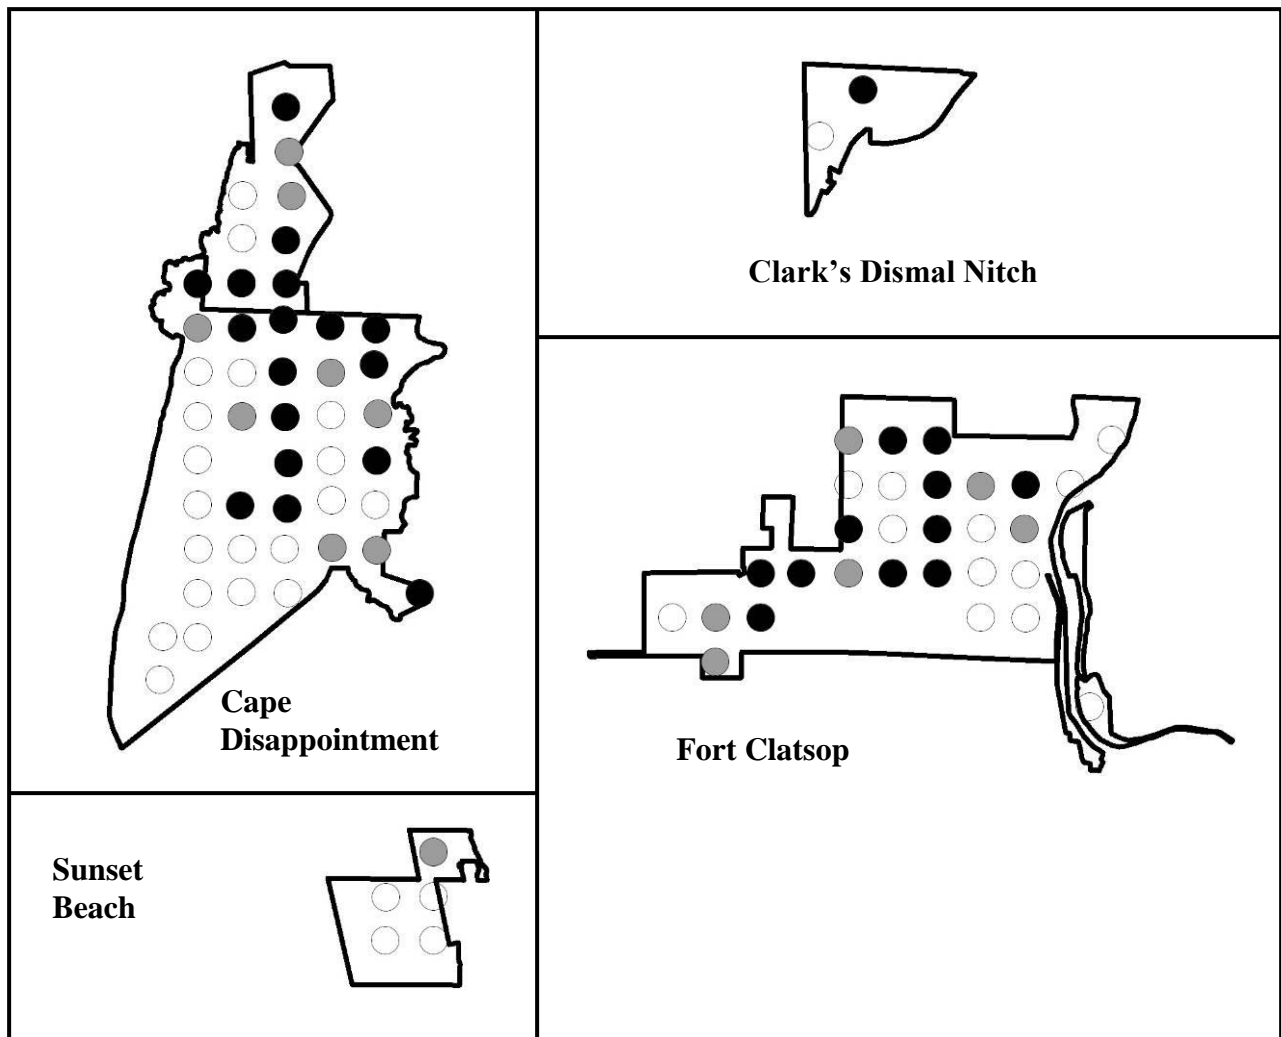 Clark’s Dismal Nitch
Cape
Disappointment
Fort Clatsop
Sunset
Beach